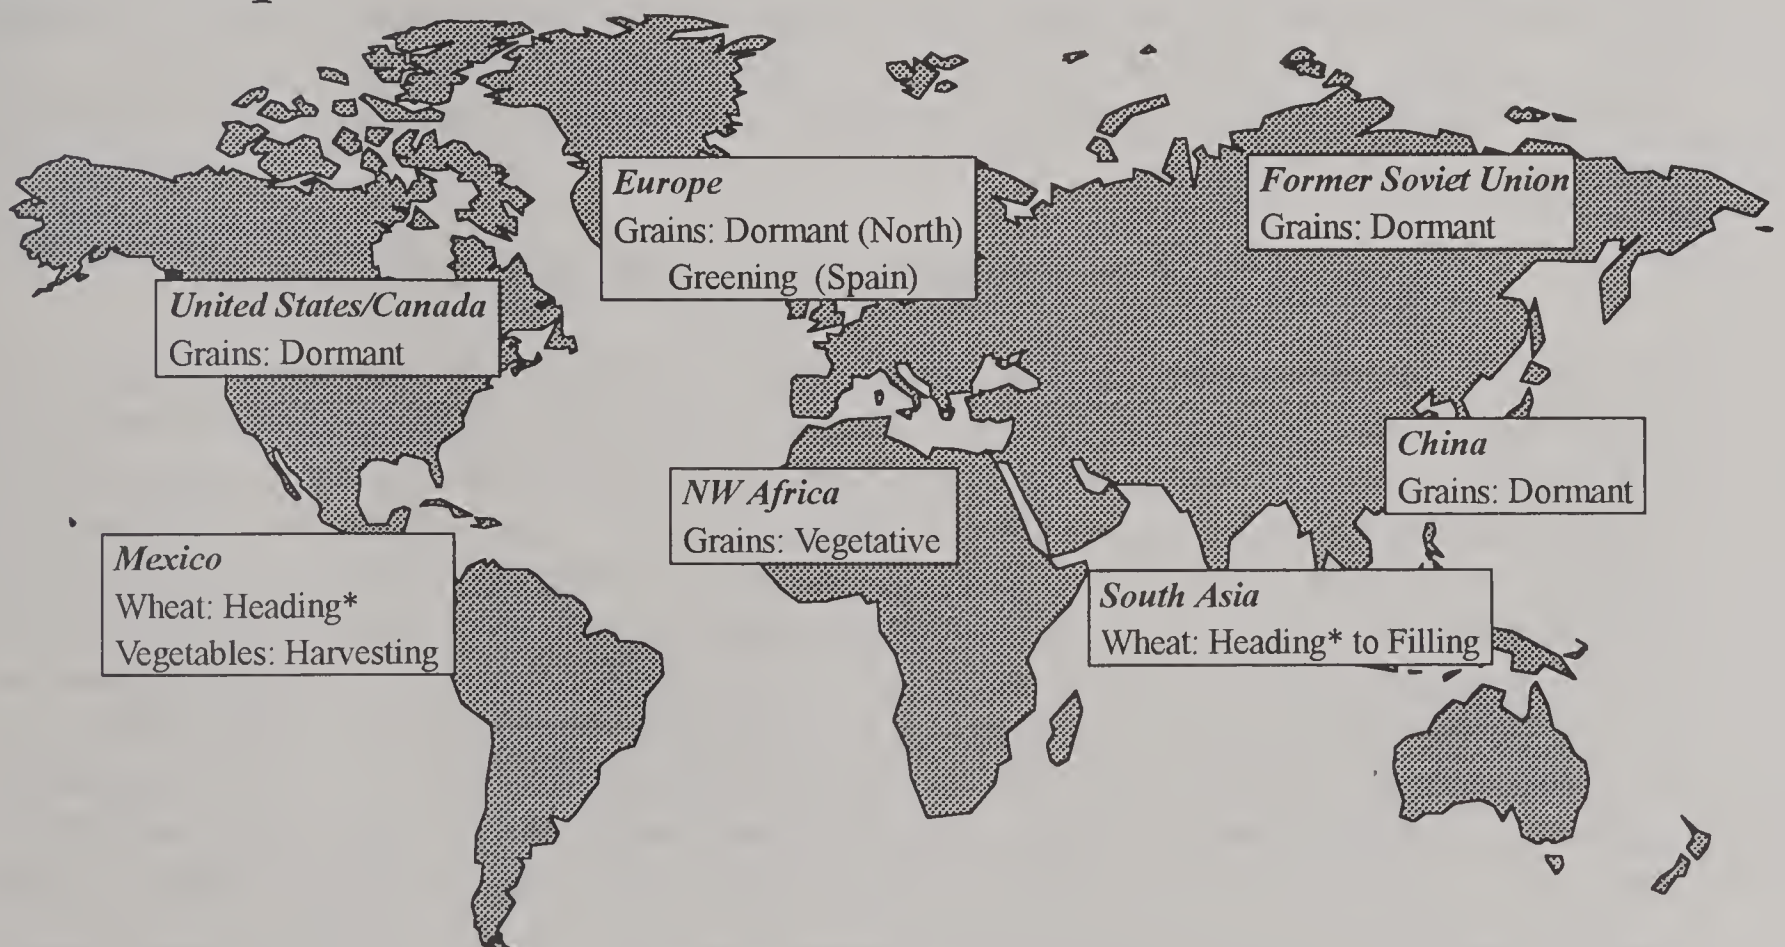 Europe
Grains: Dormant (North)
Greening (Spain)
Former Soviet Union
Grains: Dormant
United States/Canada
Grains: Dormant
China
Grains: Dormant
NW Africa
Grains: Vegetative
Mexico
Wheat: Heading*
Vegetables: Harvesting
South Asia
Wheat: Heading* to Filling